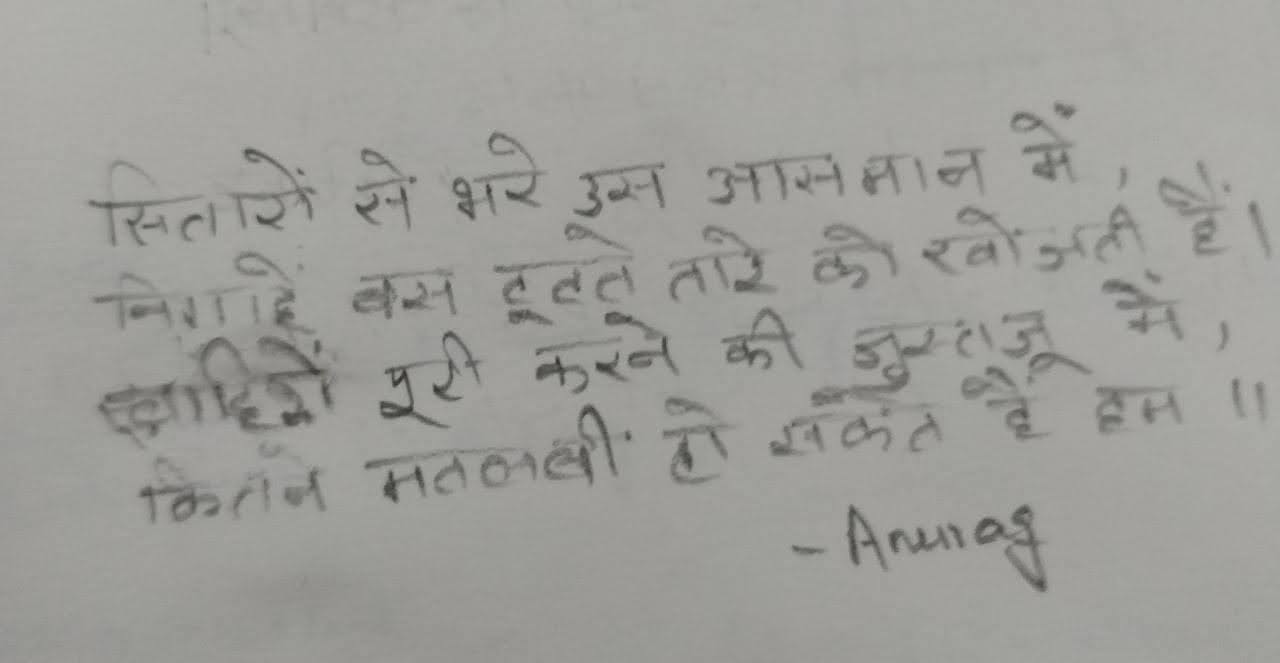 सितारों से भरे उस आसमान में,
निगाहें बस टूटते तारे को खोजती हैं।
ख्वाहिशें पूरी करने की जुस्तजू में,
कितने मतलबी हो सकते हैं हम ॥
- Anurag